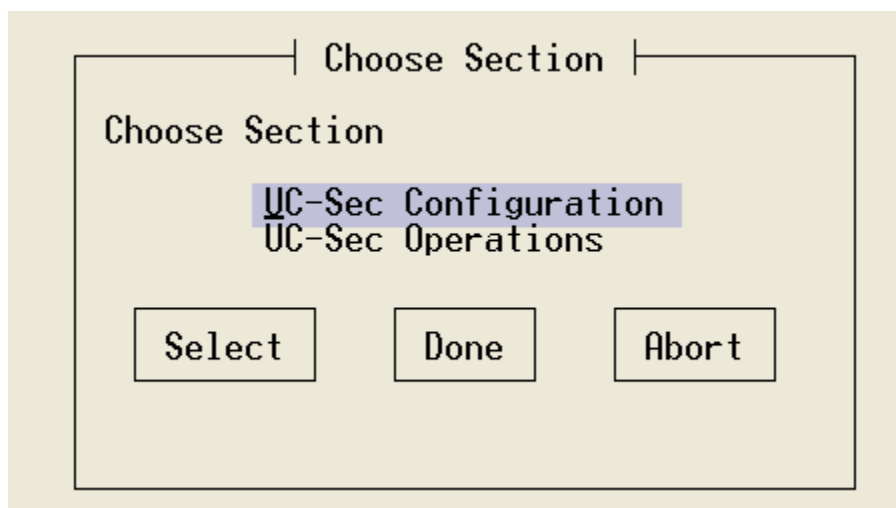 Choose Section
Choose Section
UC-Sec Configuration
UC-Sec Operations
Select Done Abort